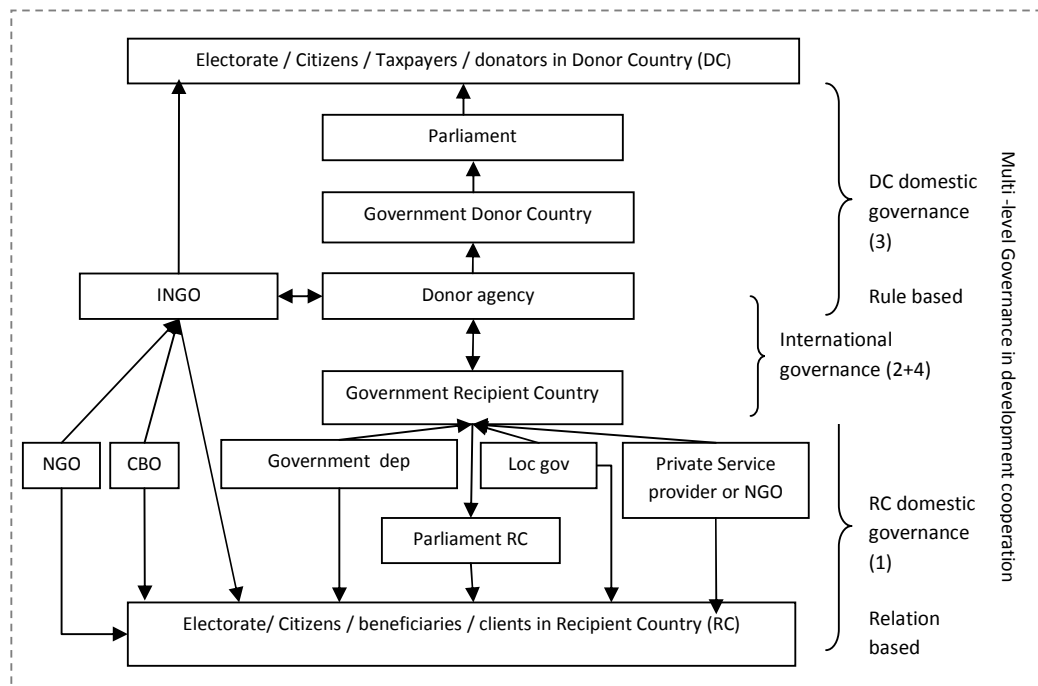 Electorate / Citizens / Taxpayers / donators in Donor Country (DC)
Parliament
Government Donor Country
INGO
Donor agency
Government Recipient Country
NGO
CBO
Government dep
Loc gov
Private Service
provider or NGO
Parliament RC
Electorate/ Citizens / beneficiaries / clients in Recipient Country (RC)
DC domestic
governance
(3)
Rule based
International
governance (2+4)
RC domestic
governance
(1)
Relation
based
Multi -level Governance in development cooperation